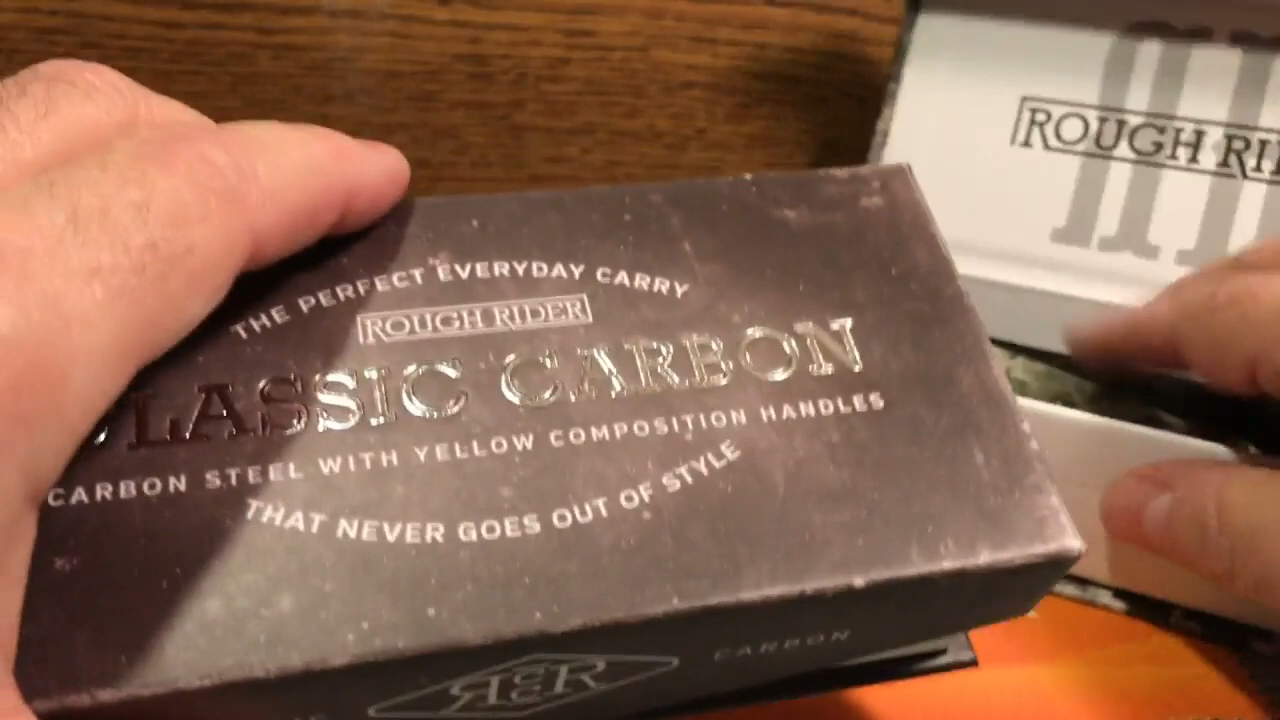 THE PERFECT EVERYDAY CARRY
ROUGH RIDER
CLASSIC CARBON
CARBON STEEL WITH YELLOW COMPOSITION HANDLES
THAT NEVER GOES OUT OF STYLE
CARBON
ROUGH